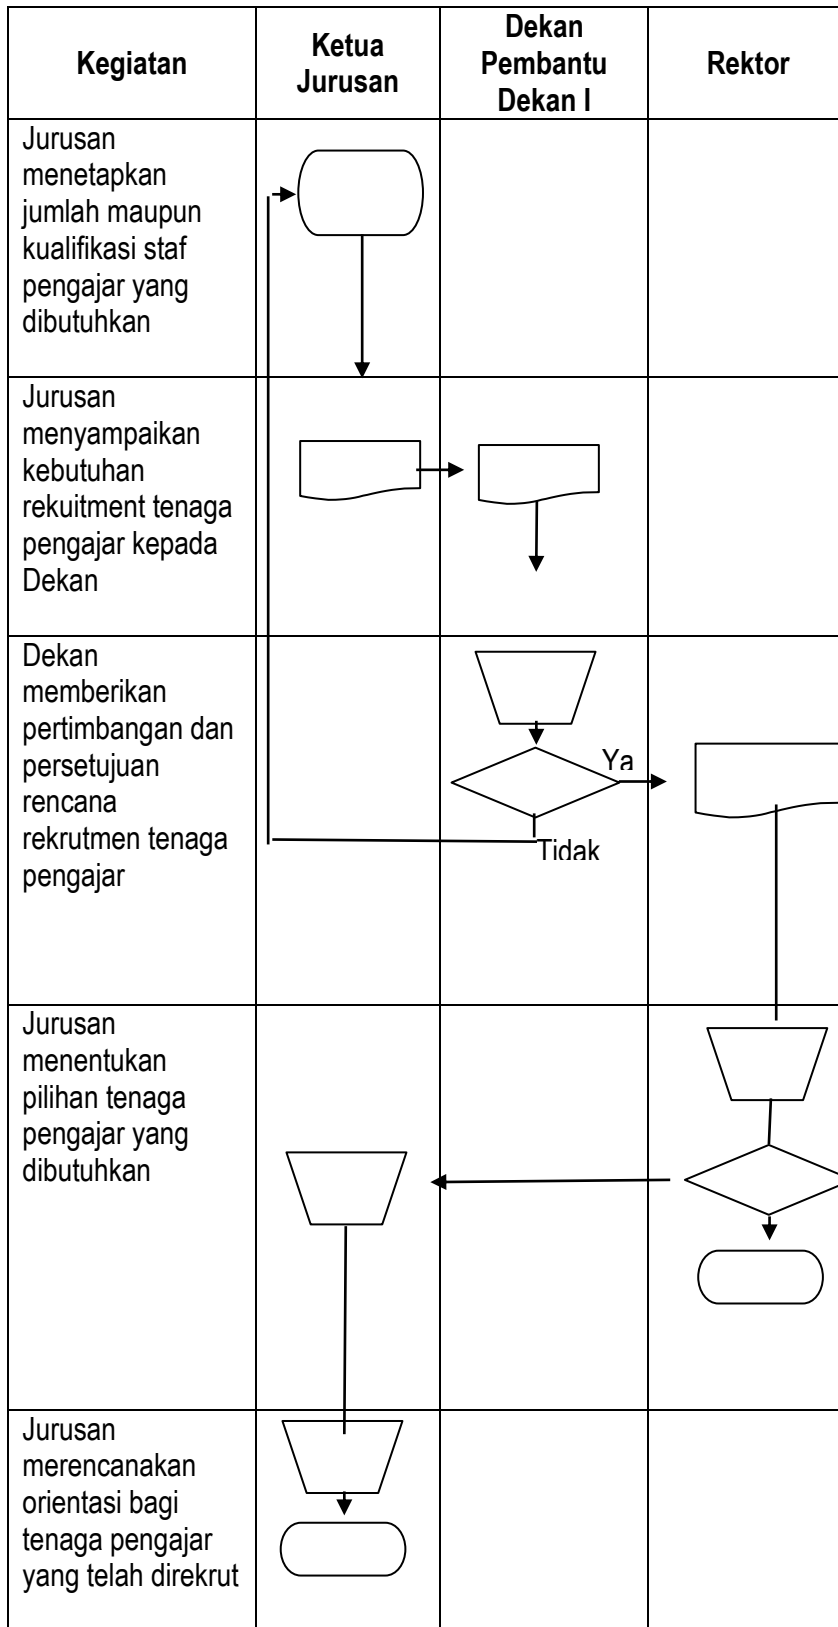 Kegiatan
Ketua
Jurusan
Dekan
Pembantu
Dekan I
Rektor
Jurusan
menetapkan
jumlah maupun
kualifikasi staf
pengajar yang
dibutuhkan
Jurusan
menyampaikan
kebutuhan
rekuitment tenaga
pengajar kepada
Dekan
Dekan
memberikan
pertimbangan dan
persetujuan
rencana
rekrutmen tenaga
pengajar
Ya
Tidak
Jurusan
menentukan
pilihan tenaga
pengajar yang
dibutuhkan
Jurusan
merencanakan
orientasi bagi
tenaga pengajar
yang telah direkrut